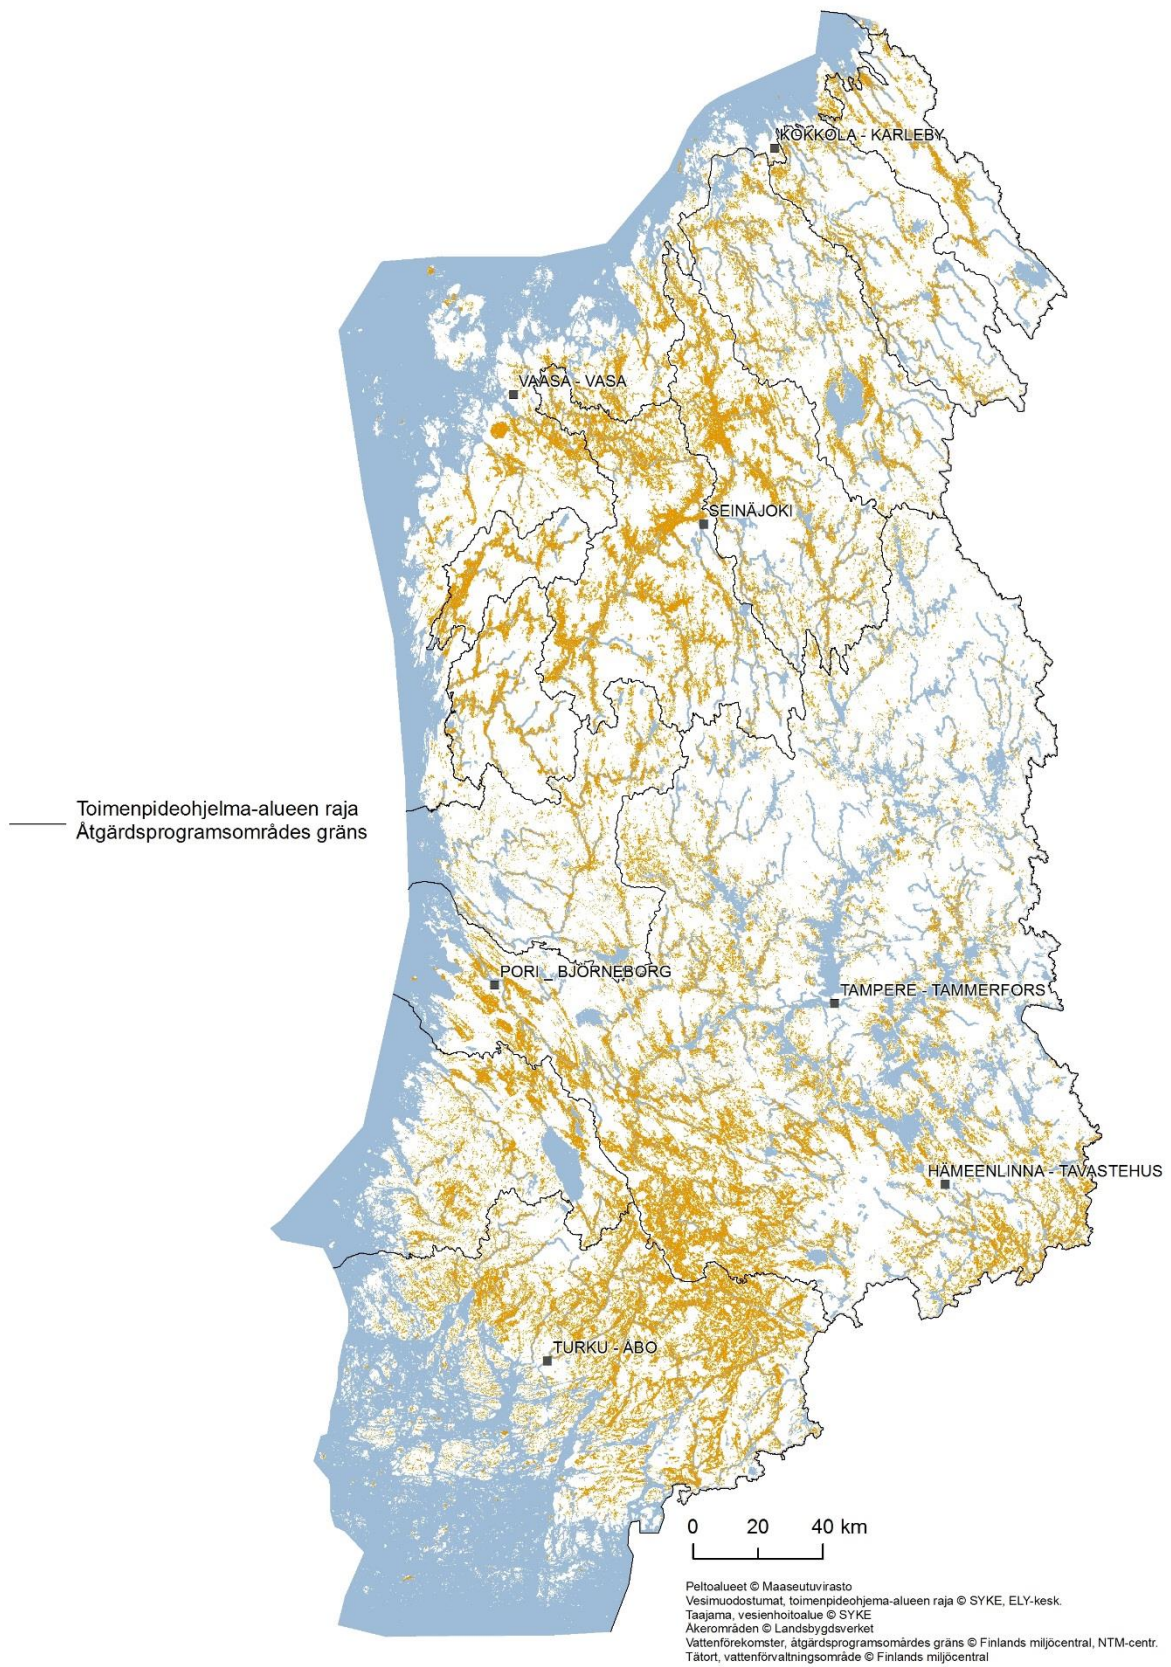 KOKKOLA - KARLEBY
VAASA - VASA
SEINÄJOKI
Toimenpideohjelma-alueen raja
Åtgärdsprogramsområdes gräns
PORI _ BJÖRNEBORG
TAMPERE - TAMMERFORS
HÄMEENLINNA - TAVASTEHUS
TURKU - ÅBO
0 20 40 km
Peltoalueet © Maaseutuvirasto
Vesimuodostumat, toimenpideohjema-alueen raja © SYKE, ELY-kesk.
Taajama, vesienhoitoalue © SYKE
Åkerområden © Landsbygdsverket
Vattenförekomster, åtgärdsprogramsomårdes gräns © Finlands miljöcentral, NTM-centr.
Tätort, vattenförvaltningsområde © Finlands miljöcentral